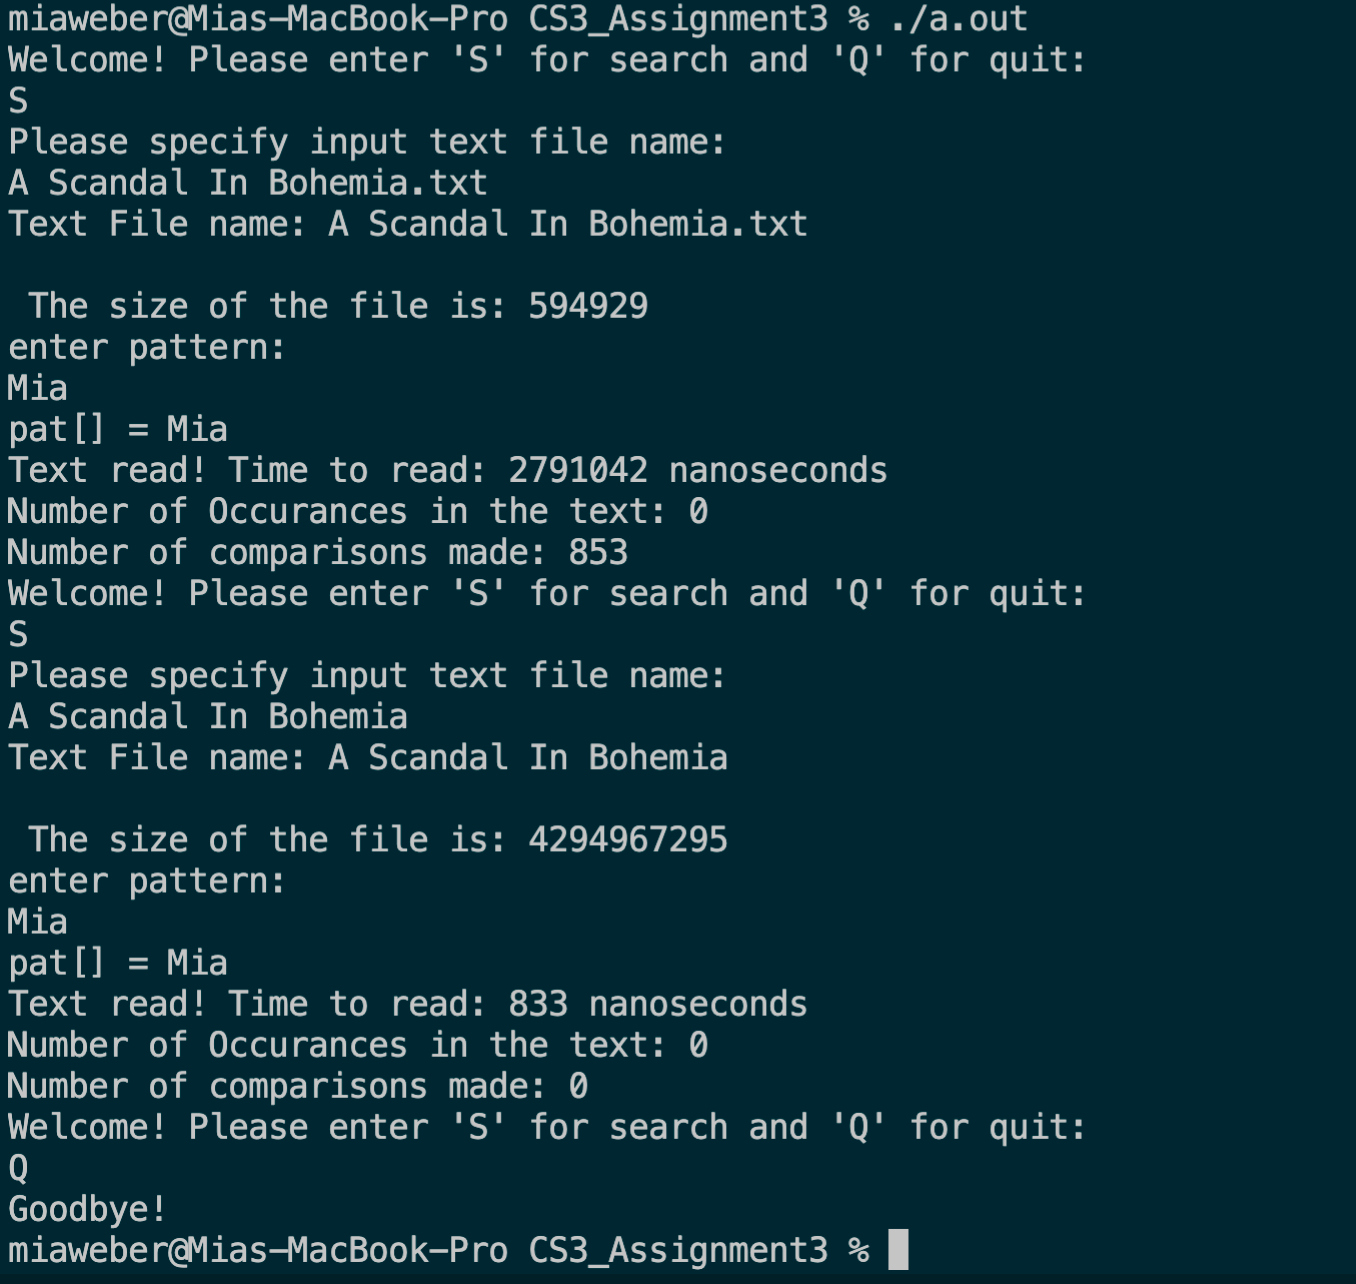 miaweber@Mias-MacBook-Pro CS3_Assignment3 % ./a.out
Welcome! Please enter 'S' for search and 'Q' for quit:
S
Please specify input text file name:
A Scandal In Bohemia.txt
Text File name: A Scandal In Bohemia.txt
The size of the file is: 594929
enter pattern:
Mia
pat[] = Mia
Text read! Time to read: 2791042 nanoseconds
Number of Occurances in the text: 0
Number of comparisons made: 853
Welcome! Please enter 'S' for search and 'Q' for quit:
S
Please specify input text file name:
A Scandal In Bohemia
Text File name: A Scandal In Bohemia
The size of the file is: 4294967295
enter pattern:
Mia
pat[] = Mia
Text read! Time to read: 833 nanoseconds
Number of Occurances in the text: 0
Number of comparisons made: 0
Welcome! Please enter 'S' for search and 'Q' for quit:
Q
Goodbye!
miaweber@Mias-MacBook-Pro CS3_Assignment3 %